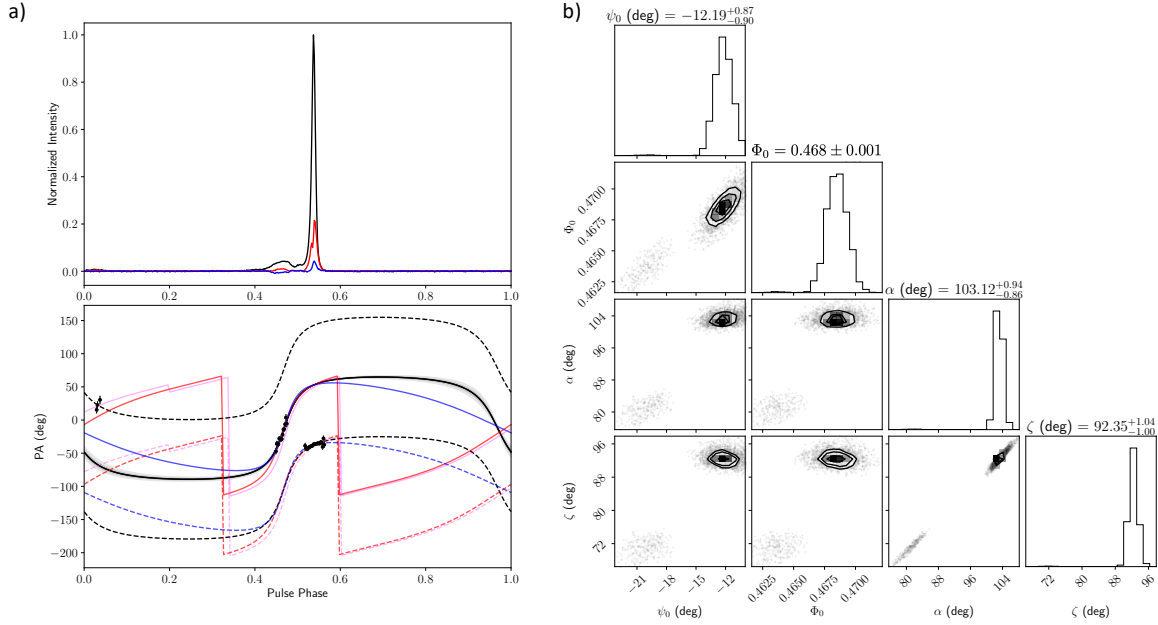 a)
1.0
0.8
0.6
0.4
0.2
0.0
Normalized Intensity
0.0 0.2 0.4 0.6 0.8 1.0
150
100
50
0
−50
−100
−150
−200
PA (deg)
0.0 0.2 0.4 0.6 0.8 1.0
Pulse Phase
b)
ψ₀ (deg) = −12.19 +0.87 −0.90
Φ₀ = 0.468 ± 0.001
0.4700
0.4675
0.4650
0.4625
Φ₀
α (deg) = 103.12 +0.94 −0.86
104
96
88
80
α (deg)
ζ (deg) = 92.35 +1.04 −1.00
96
88
80
72
ζ (deg)
−21 −18 −15 −12
ψ₀ (deg)
0.4625 0.4650 0.4675 0.4700
Φ₀
80 88 96 104
α (deg)
72 80 88 96
ζ (deg)